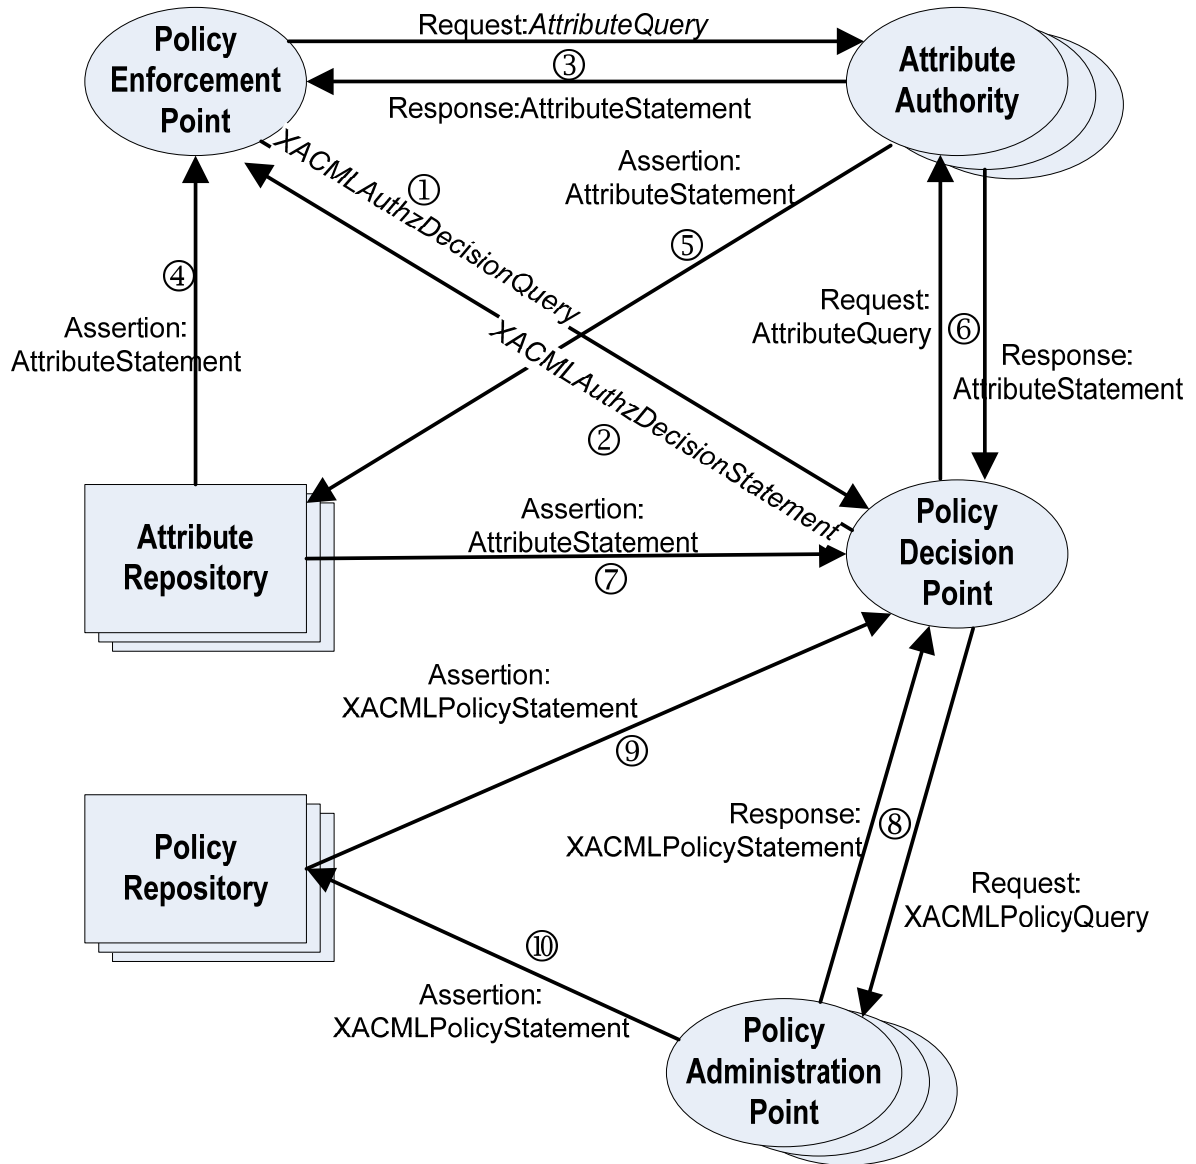 Policy
Enforcement
Point
Request:AttributeQuery
③
Response:AttributeStatement
Attribute
Authority
XACMLAuthzDecisionQuery
①
Assertion:
AttributeStatement
⑤
④
Assertion:
AttributeStatement
XACMLAuthzDecisionStatement
②
Request:
AttributeQuery
⑥
Response:
AttributeStatement
Attribute
Repository
Assertion:
AttributeStatement
⑦
Policy
Decision
Point
Assertion:
XACMLPolicyStatement
⑨
Policy
Repository
Response:
XACMLPolicyStatement
⑧
Request:
XACMLPolicyQuery
⑩
Assertion:
XACMLPolicyStatement
Policy
Administration
Point